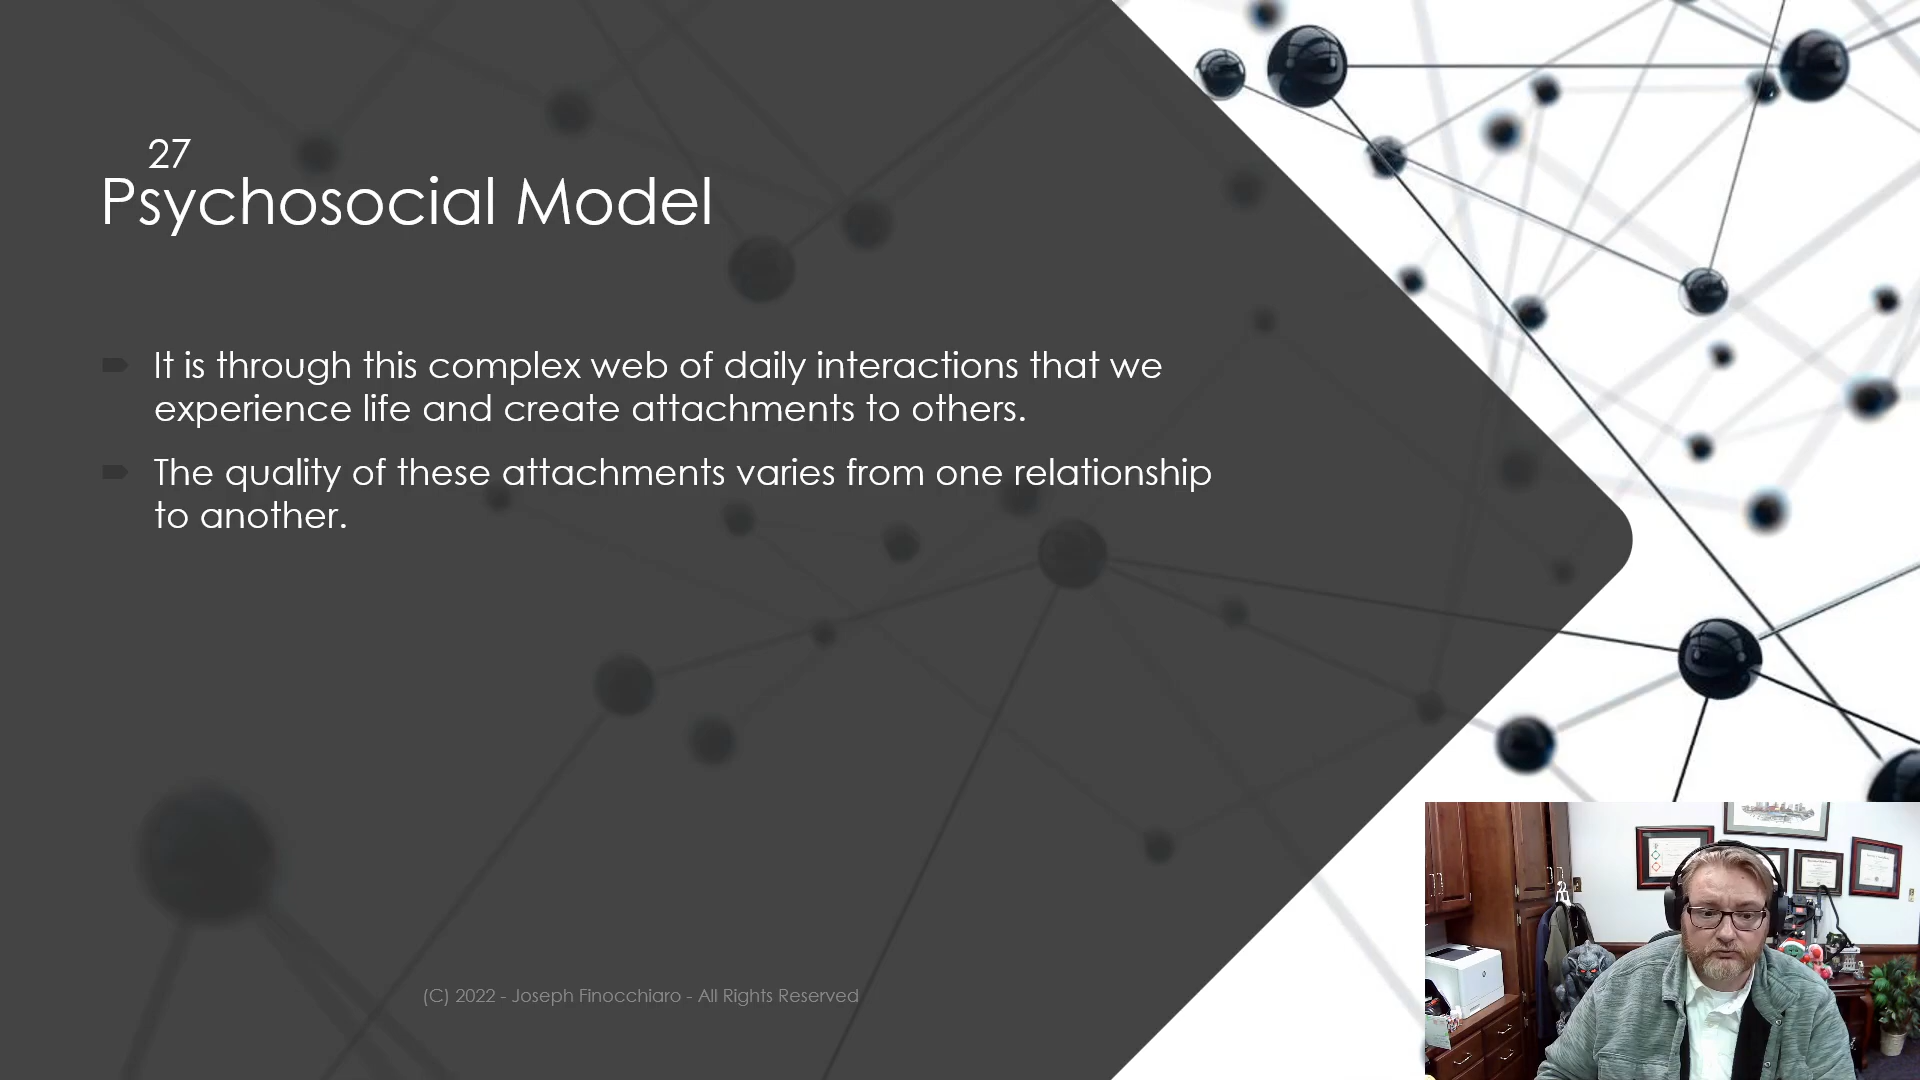 27
Psychosocial Model
It is through this complex web of daily interactions that we
experience life and create attachments to others.
The quality of these attachments varies from one relationship
to another.
(C) 2022 - Joseph Finocchiaro - All Rights Reserved